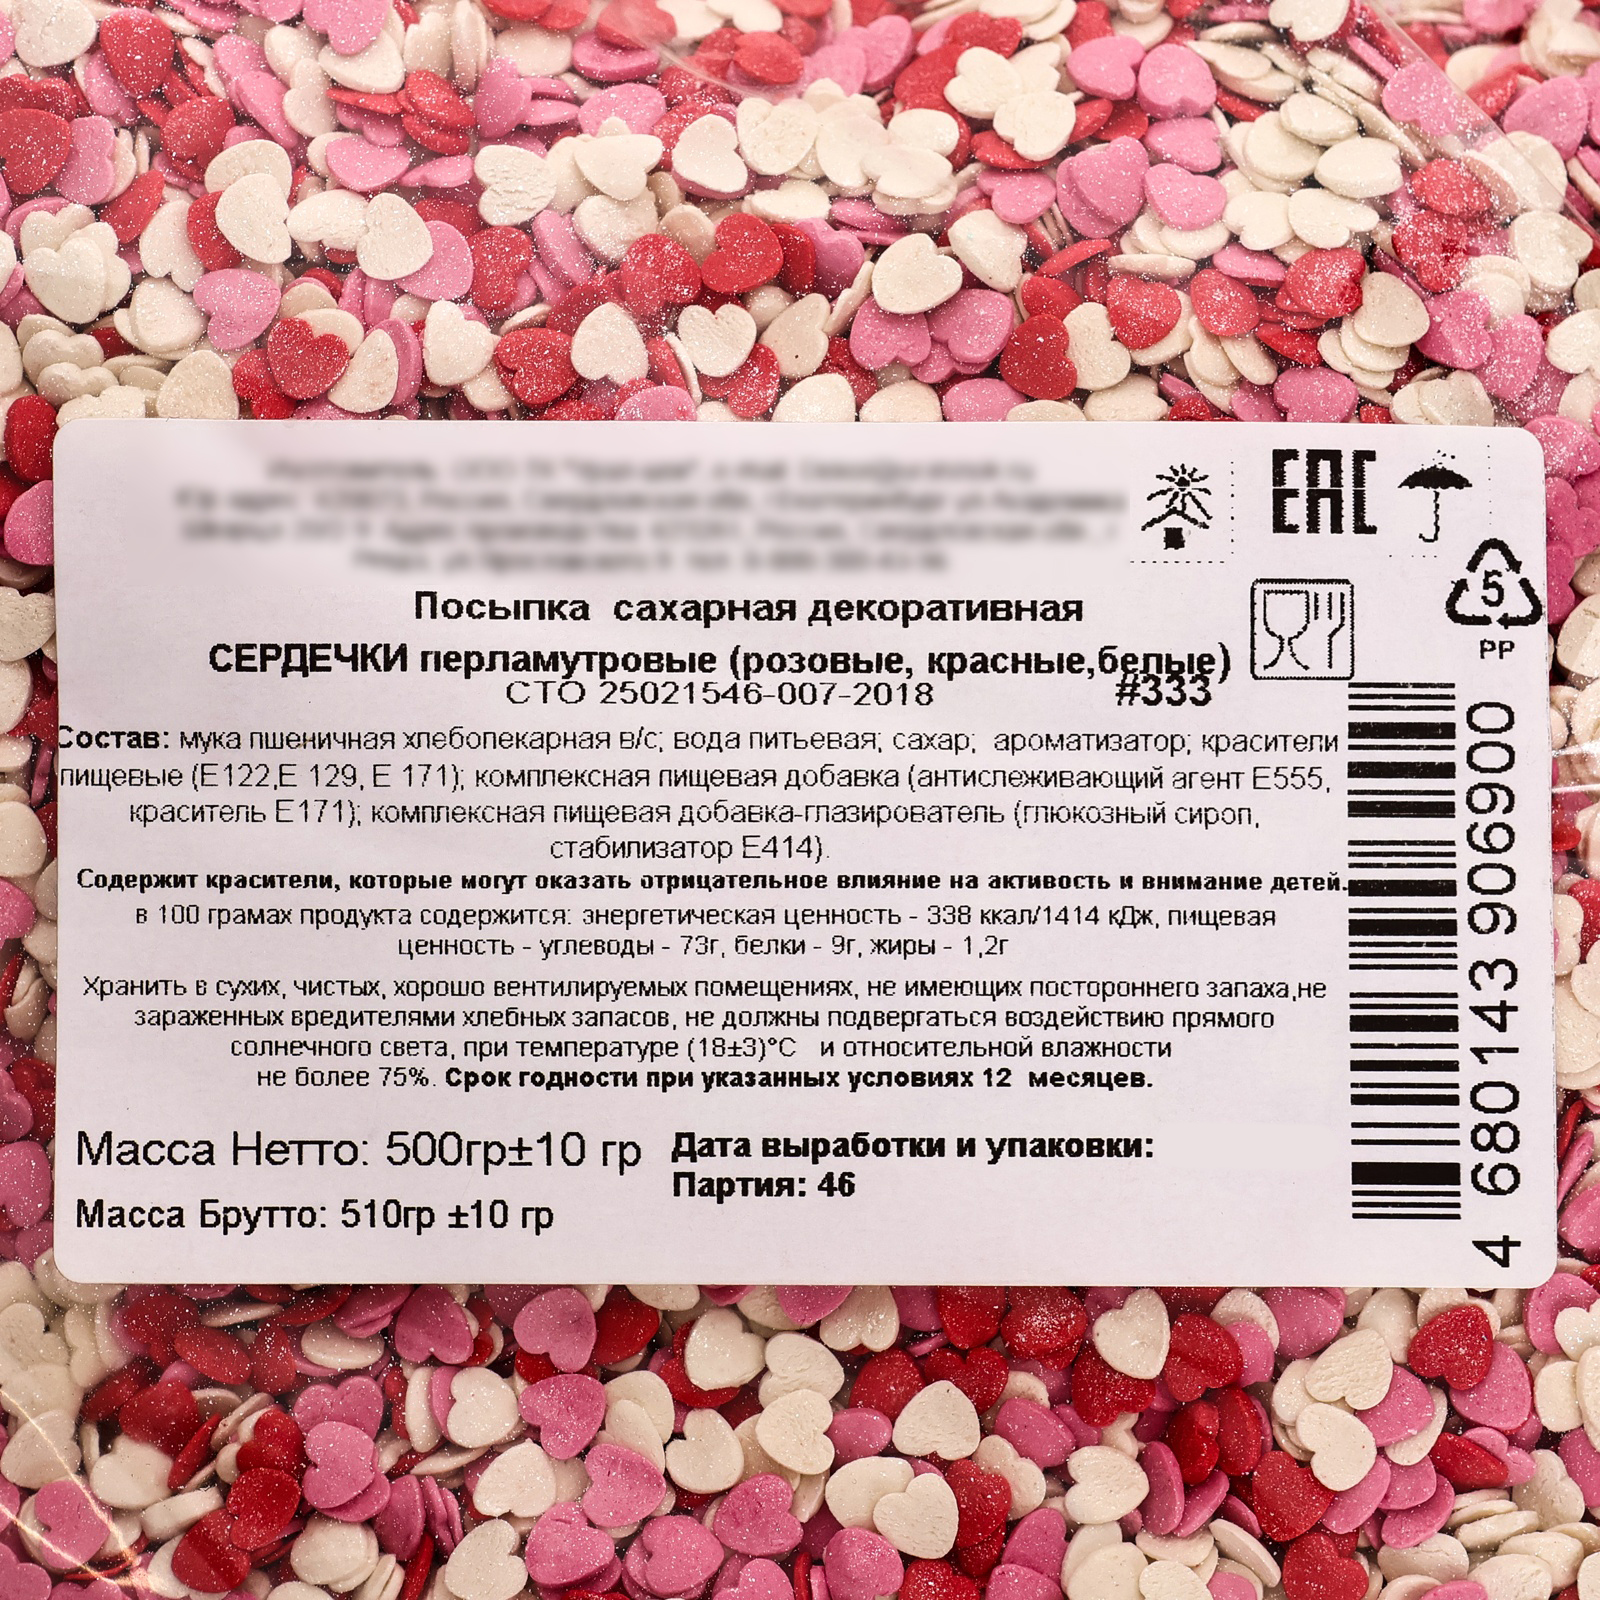 ЕАС
Посыпка сахарная декоративная
СЕРДЕЧКИ перламутровые (розовые, красные,белые)
СТО 25021546-007-2018 #333
5
PP
Состав: мука пшеничная хлебопекарная в/с; вода питьевая; сахар; ароматизатор; красители
пищевые (Е122,Е 129, Е 171); комплексная пищевая добавка (антислеживающий агент Е555,
краситель Е171); комплексная пищевая добавка-глазирователь (глюкозный сироп,
стабилизатор Е414).
Содержит красители, которые могут оказать отрицательное влияние на активость и внимание детей.
в 100 грамах продукта содержится: энергетическая ценность - 338 ккал/1414 кДж, пищевая
ценность - углеводы - 73г, белки - 9г, жиры - 1,2г
Хранить в сухих, чистых, хорошо вентилируемых помещениях, не имеющих постороннего запаха,не
зараженных вредителями хлебных запасов, не должны подвергаться воздействию прямого
солнечного света, при температуре (18±3)°С и относительной влажности
не более 75%. Срок годности при указанных условиях 12 месяцев.
Масса Нетто: 500гр±10 гр
Масса Брутто: 510гр ±10 гр
Дата выработки и упаковки:
Партия: 46
4 680143 906900